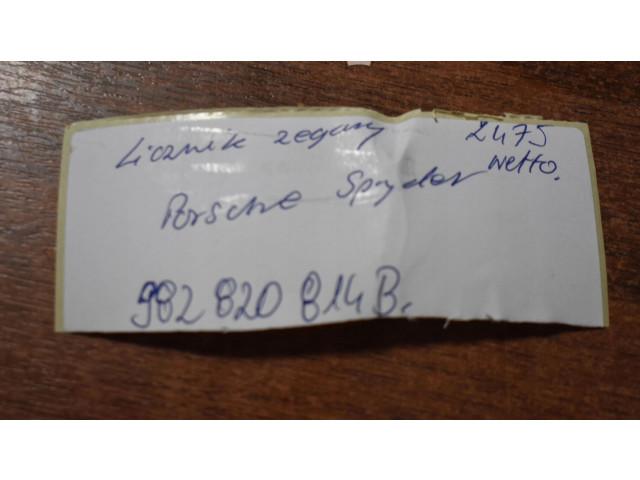 Licznik zegary 2475
netto.
Porsche Spyder
982 820 814 B.